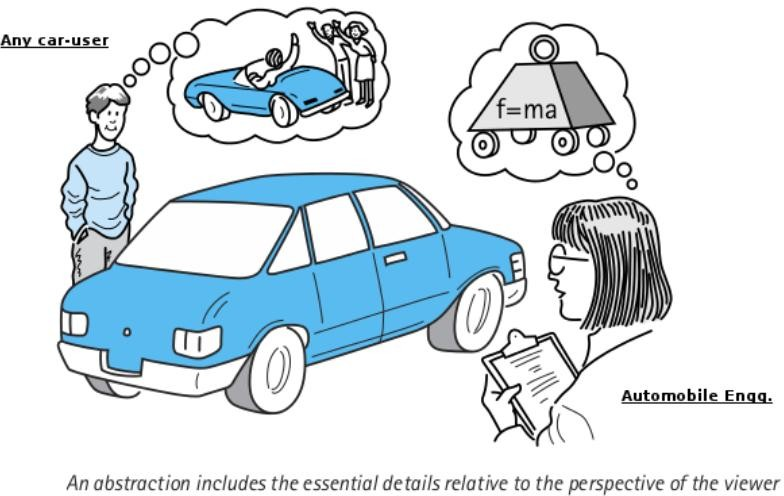 Any car-user
f=ma
Automobile Engg.
An abstraction includes the essential details relative to the perspective of the viewer